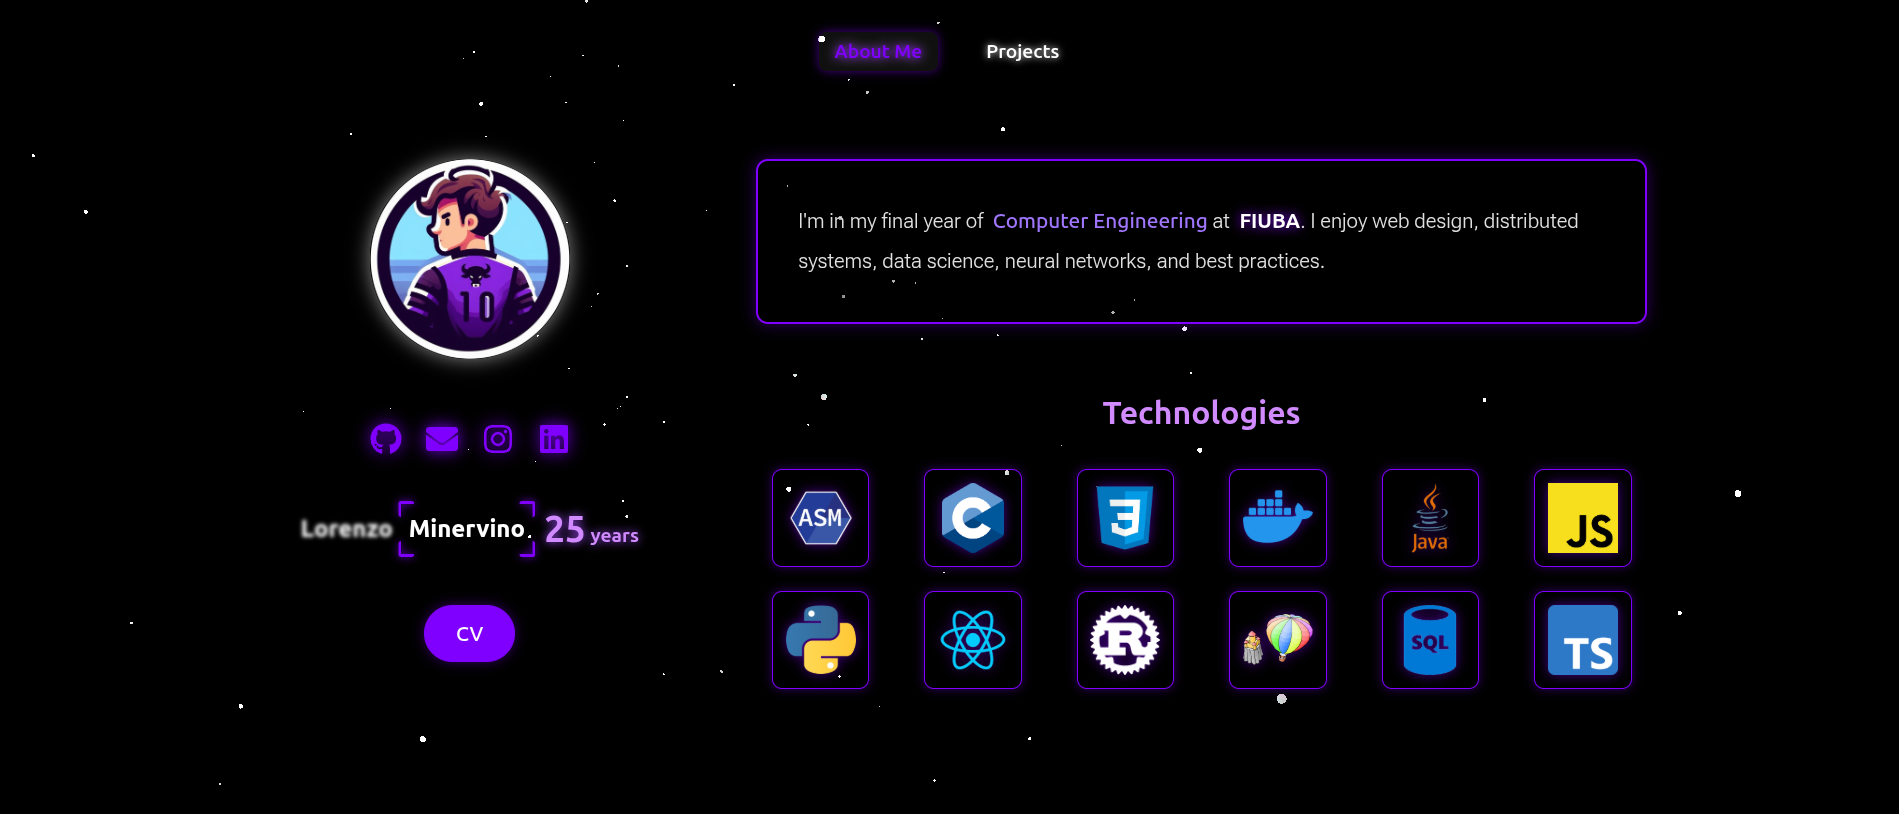 About Me
Projects
10
I'm in my final year of Computer Engineering at FIUBA. I enjoy web design, distributed
systems, data science, neural networks, and best practices.
Lorenzo Minervino 25 years
CV
Technologies
ASM
C
3
Java
JS
R
SQL
TS
in